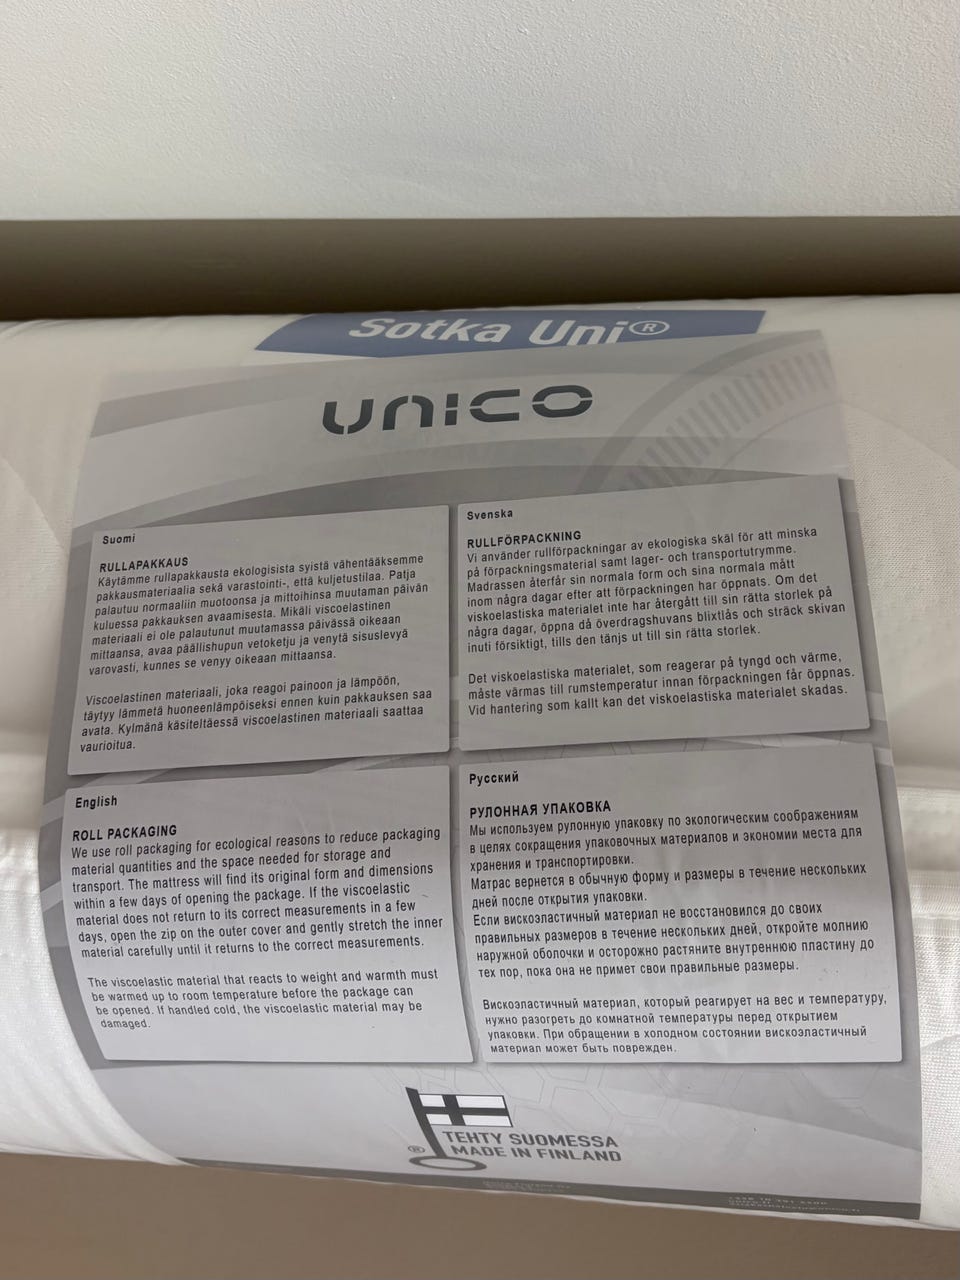 Sotka Uni®
UNICO
Suomi
RULLAPAKKAUS
Käytämme rullapakkausta ekologisista syistä vähentääksemme
pakkausmateriaalia sekä varastointi-, että kuljetustilaa. Patja
palautuu normaaliin muotoonsa ja mittoihinsa muutaman päivän
kuluessa pakkauksen avaamisesta. Mikäli viscoelastinen
materiaali ei ole palautunut muutamassa päivässä oikeaan
mittaansa, avaa päällishupun vetoketju ja venytä sisuslevyä
varovasti, kunnes se venyy oikeaan mittaansa.
Viscoelastinen materiaali, joka reagoi painoon ja lämpöön,
täytyy lämmetä huoneenlämpöiseksi ennen kuin pakkauksen saa
avata. Kylmänä käsiteltäessä viscoelastinen materiaali saattaa
vaurioitua.
Svenska
RULLFÖRPACKNING
Vi använder rullförpackningar av ekologiska skäl för att minska
på förpackningsmaterial samt lager- och transportutrymme.
Madrassen återfår sin normala form och sina normala mått
inom några dagar efter att förpackningen har öppnats. Om det
viskoelastiska materialet inte har återgått till sin rätta storlek på
några dagar, öppna då överdragshuvans blixtlås och sträck skivan
inuti försiktigt, tills den tänjs ut till sin rätta storlek.
Det viskoelastiska materialet, som reagerar på tyngd och värme,
måste värmas till rumstemperatur innan förpackningen får öppnas.
Vid hantering som kallt kan det viskoelastiska materialet skadas.
English
ROLL PACKAGING
We use roll packaging for ecological reasons to reduce packaging
material quantities and the space needed for storage and
transport. The mattress will find its original form and dimensions
within a few days of opening the package. If the viscoelastic
material does not return to its correct measurements in a few
days, open the zip on the outer cover and gently stretch the inner
material carefully until it returns to the correct measurements.
The viscoelastic material that reacts to weight and warmth must
be warmed up to room temperature before the package can
be opened. If handled cold, the viscoelastic material may be
damaged.
Русский
РУЛОННАЯ УПАКОВКА
Мы используем рулонную упаковку по экологическим соображениям
в целях сокращения упаковочных материалов и экономии места для
хранения и транспортировки.
Матрас вернется в обычную форму и размеры в течение нескольких
дней после открытия упаковки.
Если вискоэластичный материал не восстановился до своих
правильных размеров в течение нескольких дней, откройте молнию
наружной оболочки и осторожно растяните внутреннюю пластину до
тех пор, пока она не примет свои правильные размеры.
Вискоэластичный материал, который реагирует на вес и температуру,
нужно разогреть до комнатной температуры перед открытием
упаковки. При обращении в холодном состоянии вискоэластичный
материал может быть поврежден.
® TEHTY SUOMESSA
MADE IN FINLAND